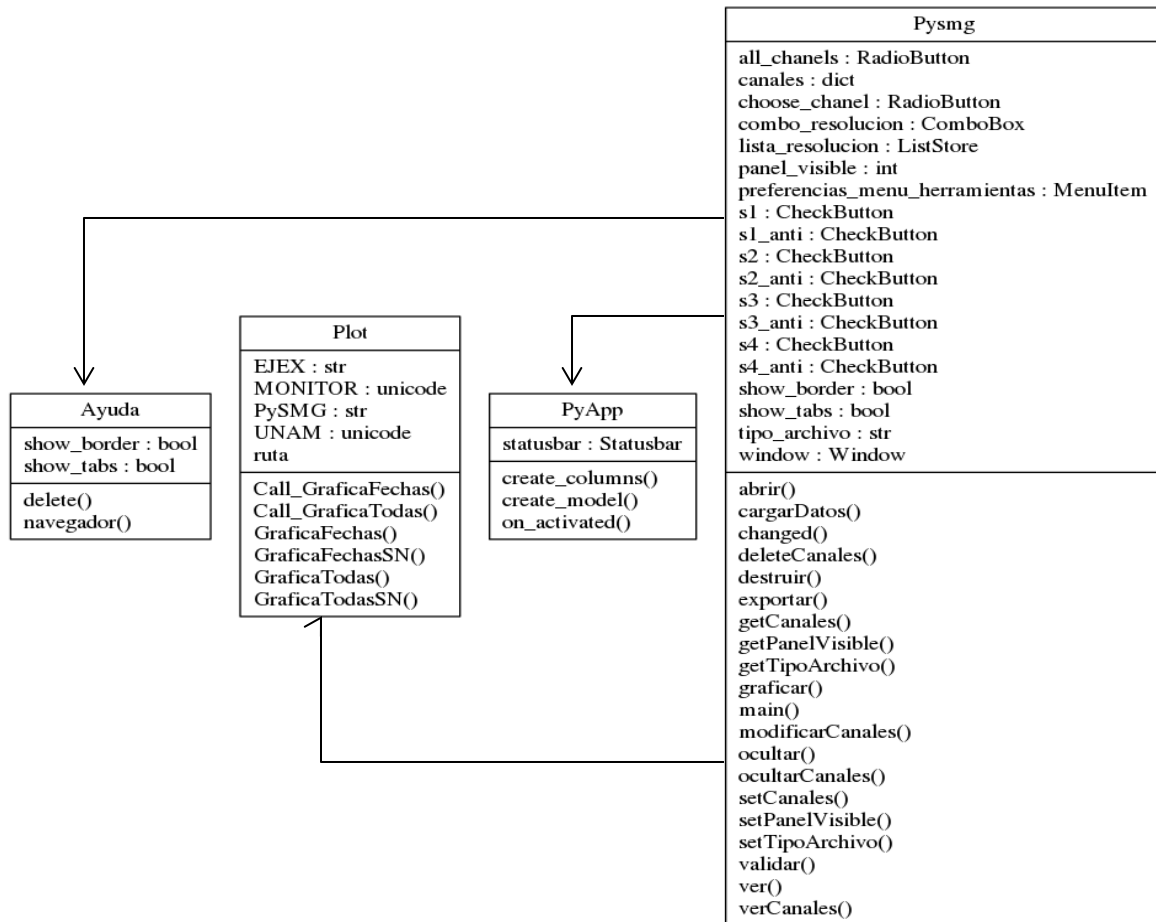 Pysmg
all_chanels : RadioButton
canales : dict
choose_chanel : RadioButton
combo_resolucion : ComboBox
lista_resolucion : ListStore
panel_visible : int
preferencias_menu_herramientas : MenuItem
s1 : CheckButton
s1_anti : CheckButton
s2 : CheckButton
s2_anti : CheckButton
s3 : CheckButton
s3_anti : CheckButton
s4 : CheckButton
s4_anti : CheckButton
show_border : bool
show_tabs : bool
tipo_archivo : str
window : Window
abrir()
cargarDatos()
changed()
deleteCanales()
destruir()
exportar()
getCanales()
getPanelVisible()
getTipoArchivo()
graficar()
main()
modificarCanales()
ocultar()
ocultarCanales()
setCanales()
setPanelVisible()
setTipoArchivo()
validar()
ver()
verCanales()
Ayuda
show_border : bool
show_tabs : bool
delete()
navegador()
Plot
EJEX : str
MONITOR : unicode
PySMG : str
UNAM : unicode
ruta
Call_GraficaFechas()
Call_GraficaTodas()
GraficaFechas()
GraficaFechasSN()
GraficaTodas()
GraficaTodasSN()
PyApp
statusbar : Statusbar
create_columns()
create_model()
on_activated()